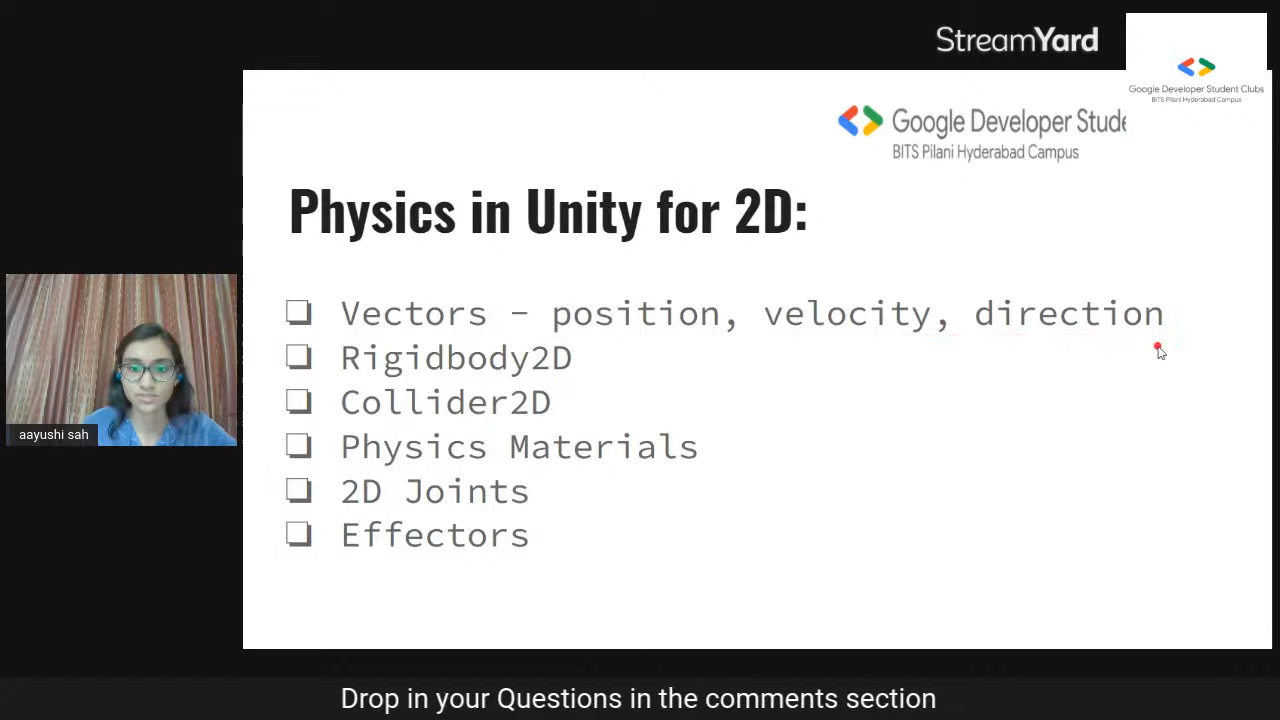 StreamYard
Google Developer Student Clubs
BITS Pilani Hyderabad Campus
Google Developer Stude
BITS Pilani Hyderabad Campus
Physics in Unity for 2D:
❏ Vectors - position, velocity, direction
❏ Rigidbody2D
❏ Collider2D
❏ Physics Materials
❏ 2D Joints
❏ Effectors
aayushi sah
Drop in your Questions in the comments section